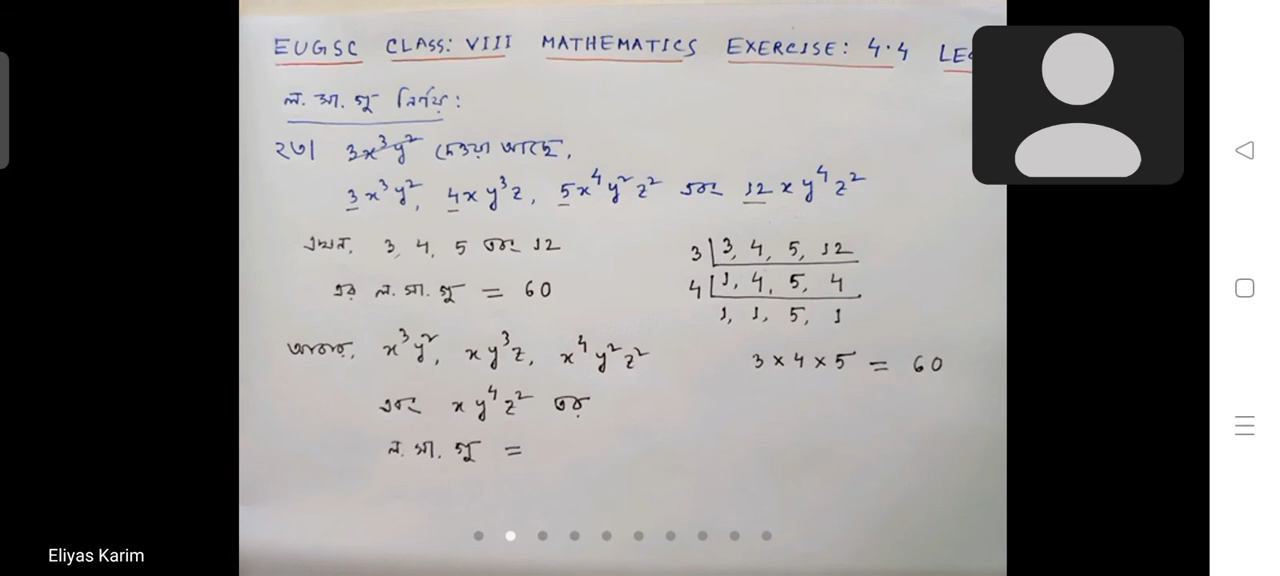 EUGSC CLASS: VIII MATHEMATICS EXERCISE: 4.4 LEC
ল. সা. গু নির্ণয়:
২৩। 3x³y² দেওয়া আছে,
3x³y², 4xy³z, 5x⁴y²z² এবং 12xy⁴z²
এখন, 3, 4, 5 এবং 12
এর ল. সা. গু = 60
আবার, x³y², xy³z, x⁴y²z²
এবং xy⁴z² এর
ল. সা. গু =
3 | 3, 4, 5, 12
4 | 1, 4, 5, 4
1, 1, 5, 1
3 × 4 × 5 = 60
Eliyas Karim